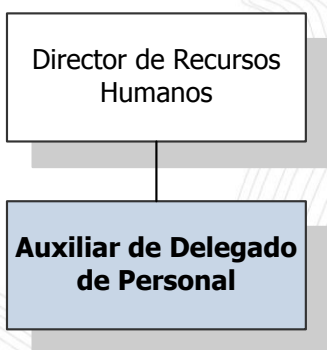 Director de Recursos
Humanos
Auxiliar de Delegado
de Personal